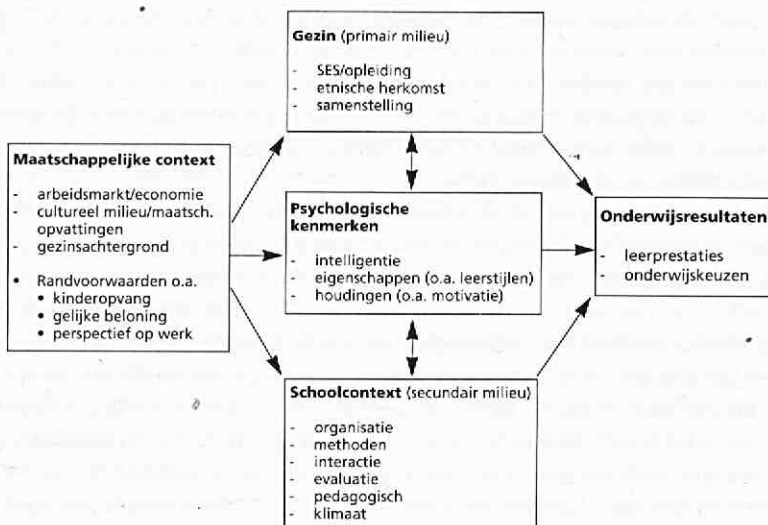 Gezin (primair milieu)
- SES/opleiding
- etnische herkomst
- samenstelling
Maatschappelijke context
- arbeidsmarkt/economie
- cultureel milieu/maatsch.
opvattingen
- gezinsachtergrond
• Randvoorwaarden o.a.
• kinderopvang
• gelijke beloning
• perspectief op werk
Psychologische
kenmerken
- intelligentie
- eigenschappen (o.a. leerstijlen)
- houdingen (o.a. motivatie)
Onderwijsresultaten
- leerprestaties
- onderwijskeuzen
Schoolcontext (secundair milieu)
- organisatie
- methoden
- interactie
- evaluatie
- pedagogisch
- klimaat